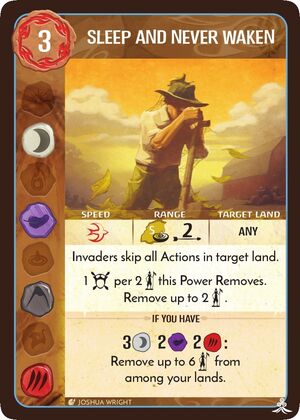 3 SLEEP AND NEVER WAKEN
SPEED RANGE TARGET LAND
S 2 ANY
Invaders skip all Actions in target land.
1 per 2 this Power Removes.
Remove up to 2 .
IF YOU HAVE
3 2 2 :
Remove up to 6 from
among your lands.
JOSHUA WRIGHT